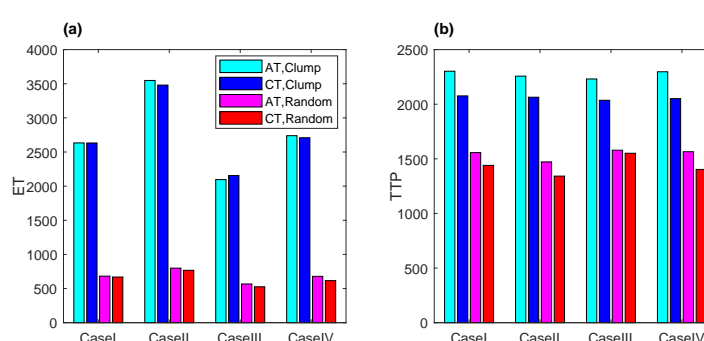 (a)
4000
3500
3000
2500
2000
1500
1000
500
0
ET
AT,Clump
CT,Clump
AT,Random
CT,Random
CaseI
CaseII
CaseIII
CaseIV
(b)
2500
2000
1500
1000
500
0
TTP
CaseI
CaseII
CaseIII
CaseIV